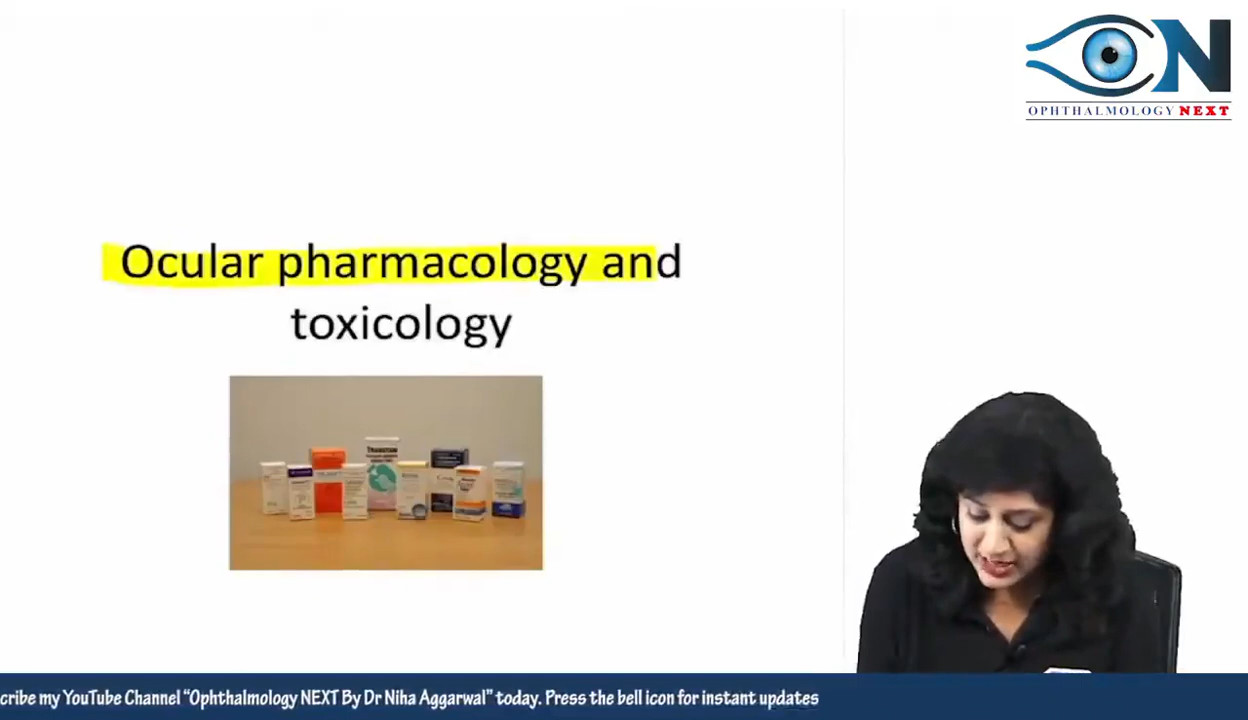 ON
OPHTHALMOLOGY NEXT
Ocular pharmacology and
toxicology
cribe my YouTube Channel “Ophthalmology NEXT By Dr Niha Aggarwal” today. Press the bell icon for instant updates